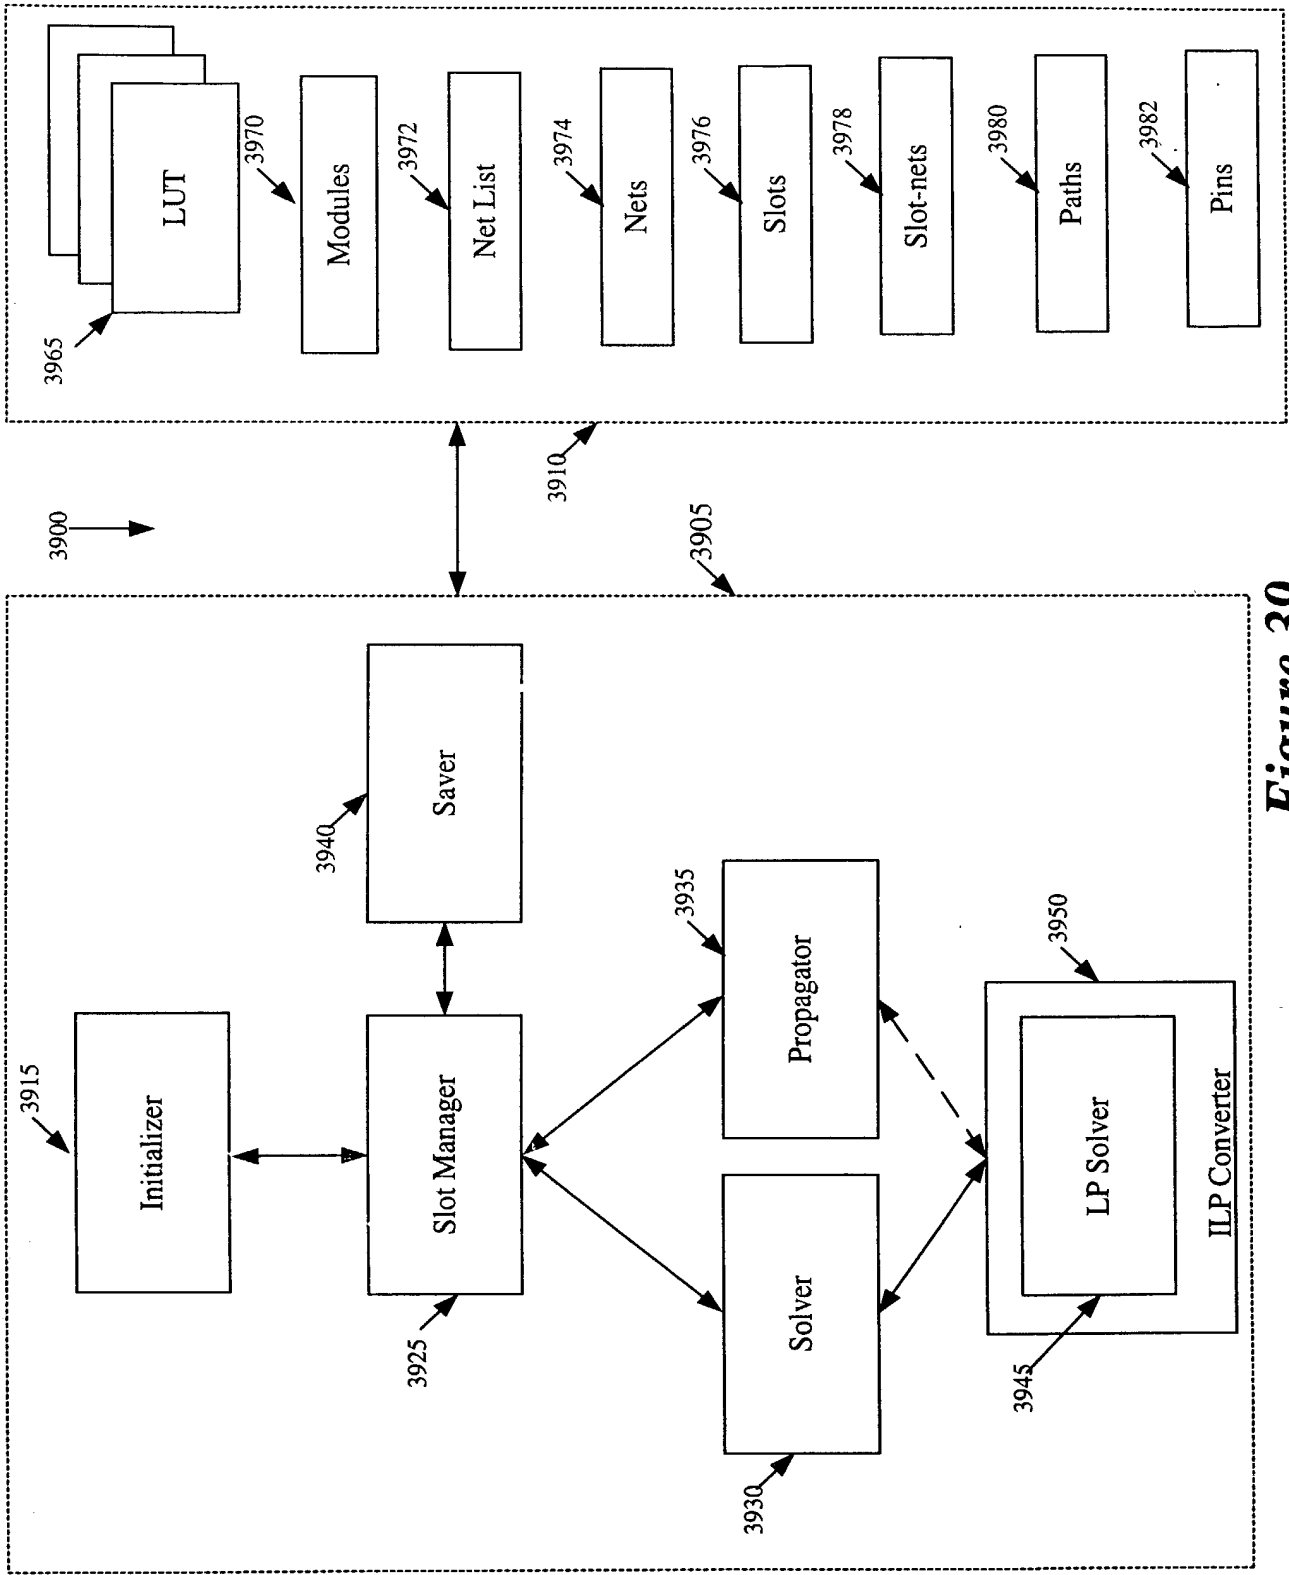 3900
3915
Initializer
3925
Slot Manager
3940
Saver
3930
Solver
3935
Propagator
3945
LP Solver
3950
ILP Converter
3905
3910
3965
LUT
3970
Modules
3972
Net List
3974
Nets
3976
Slots
3978
Slot-nets
3980
Paths
3982
Pins
Figure 39